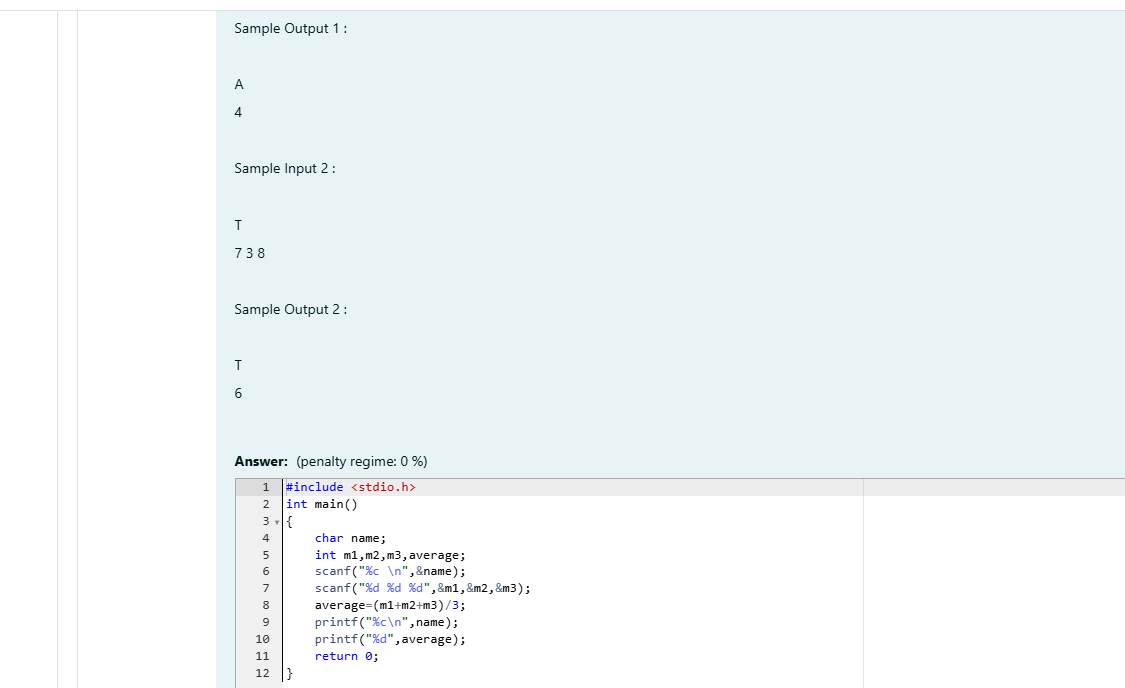 Sample Output 1 :
A
4
Sample Input 2 :
T
7 3 8
Sample Output 2 :
T
6
Answer: (penalty regime: 0 %)
1 #include <stdio.h>
2 int main()
3 {
4     char name;
5     int m1,m2,m3,average;
6     scanf("%c \n",&name);
7     scanf("%d %d %d",&m1,&m2,&m3);
8     average=(m1+m2+m3)/3;
9     printf("%c\n",name);
10     printf("%d",average);
11     return 0;
12 }